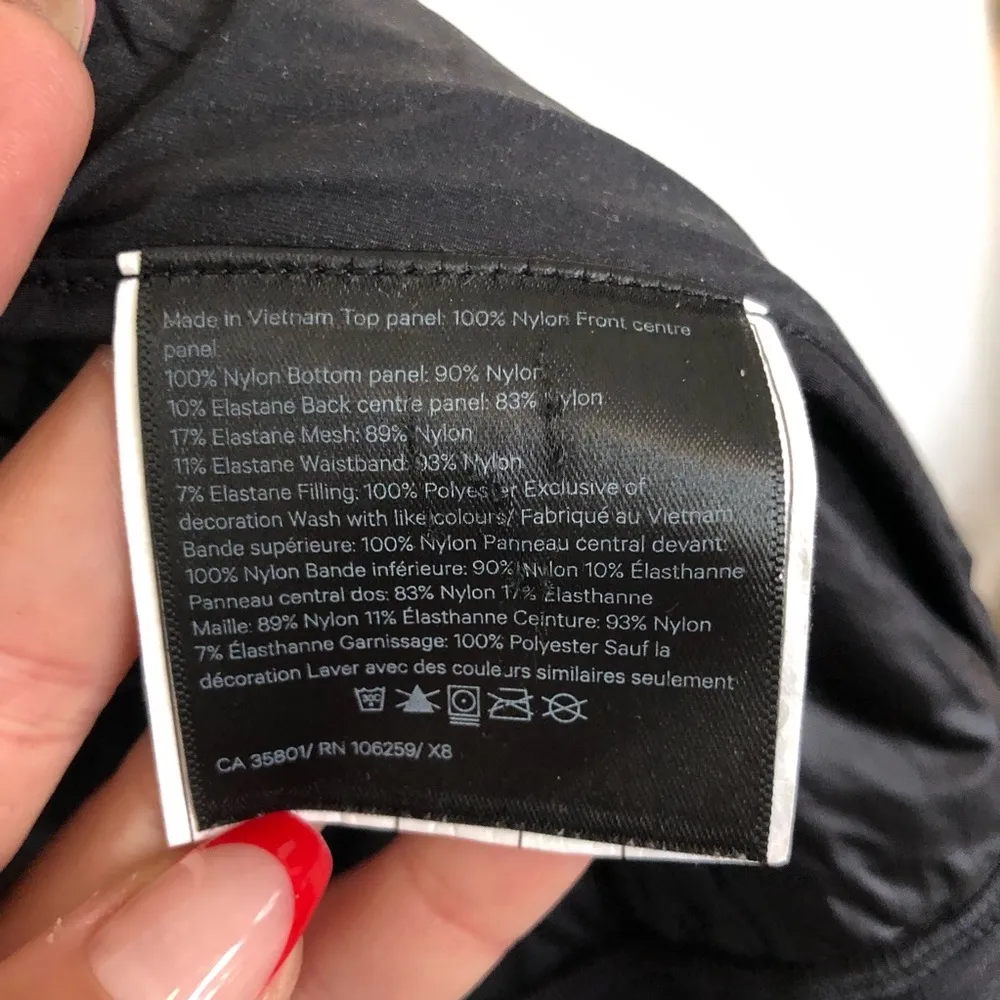 Made in Vietnam Top panel: 100% Nylon Front centre
panel:
100% Nylon Bottom panel: 90% Nylon
10% Elastane Back centre panel: 83% Nylon
17% Elastane Mesh: 89% Nylon
11% Elastane Waistband: 93% Nylon
7% Elastane Filling: 100% Polyester Exclusive of
decoration Wash with like colours/ Fabriqué au Vietnam
Bande supérieure: 100% Nylon Panneau central devant:
100% Nylon Bande inférieure: 90% Nylon 10% Élasthanne
Panneau central dos: 83% Nylon 17% Élasthanne
Maille: 89% Nylon 11% Élasthanne Ceinture: 93% Nylon
7% Élasthanne Garnissage: 100% Polyester Sauf la
décoration Laver avec des couleurs similaires seulement
30C
CA 35801/ RN 106259/ X8